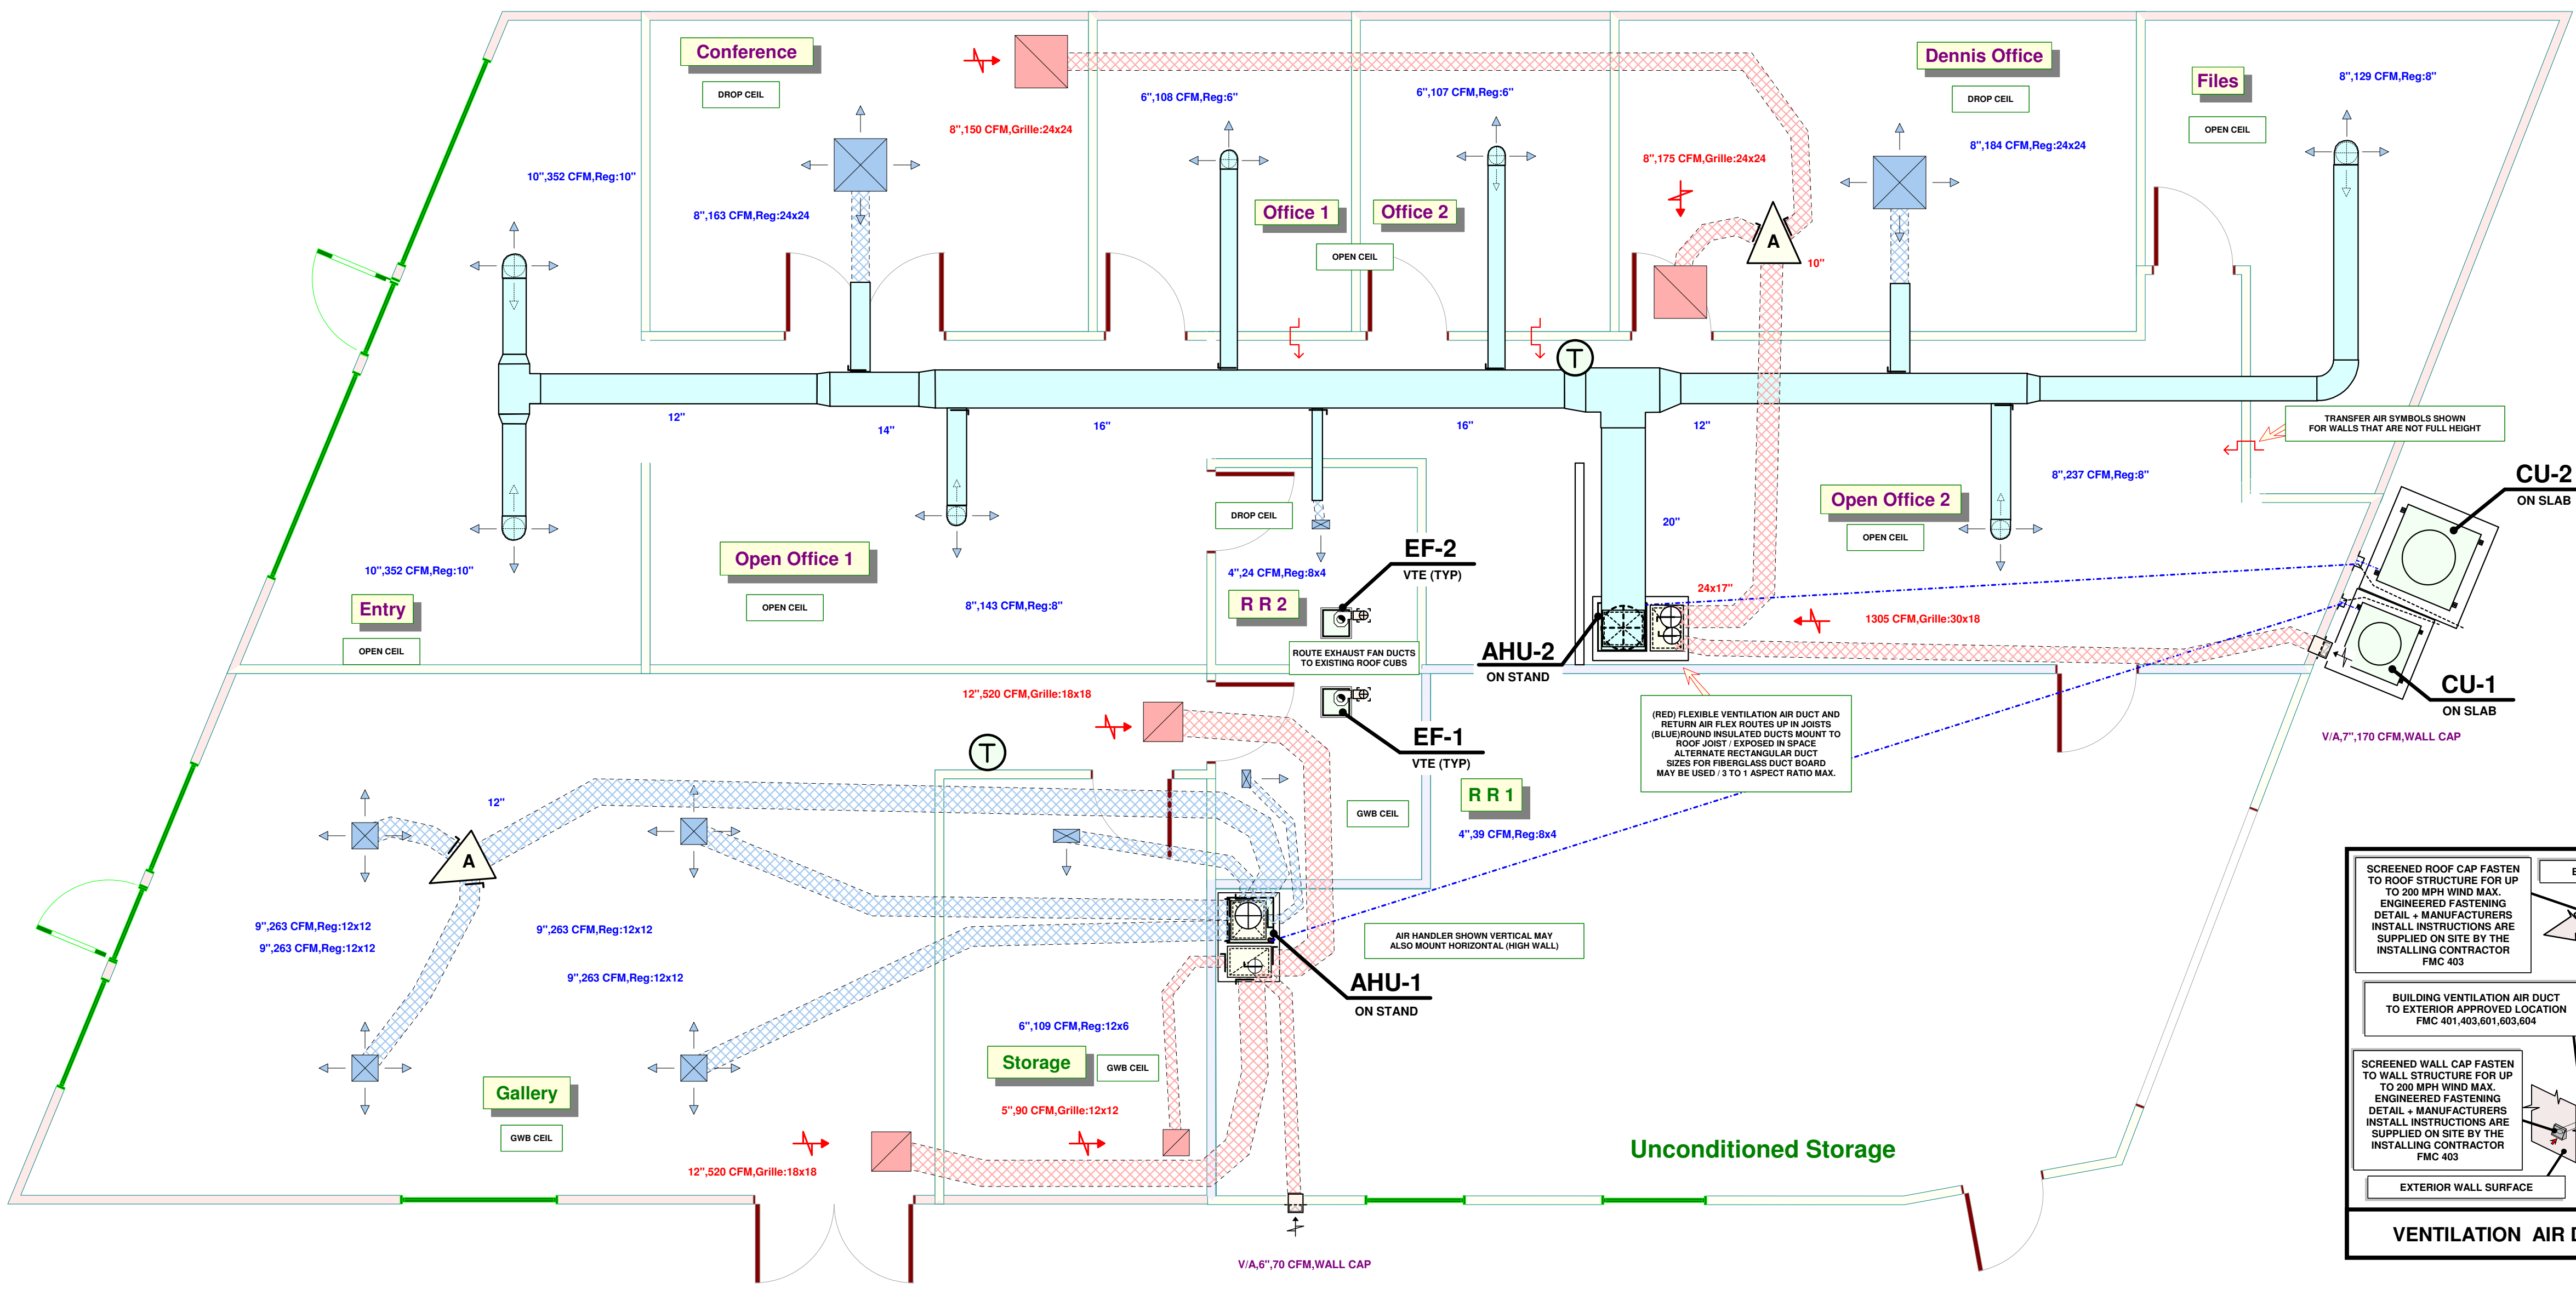 Conference
DROP CEIL
8",150 CFM,Grille:24x24
6",108 CFM,Reg:6"
6",107 CFM,Reg:6"
Dennis Office
DROP CEIL
Files
OPEN CEIL
8",129 CFM,Reg:8"
10",352 CFM,Reg:10"
8",163 CFM,Reg:24x24
8",175 CFM,Grille:24x24
8",184 CFM,Reg:24x24
Office 1
Office 2
OPEN CEIL
A
10"
T
12"
14"
16"
16"
12"
TRANSFER AIR SYMBOLS SHOWN
FOR WALLS THAT ARE NOT FULL HEIGHT
8",237 CFM,Reg:8"
CU-2
ON SLAB
Open Office 2
OPEN CEIL
20"
DROP CEIL
EF-2
VTE (TYP)
Open Office 1
OPEN CEIL
10",352 CFM,Reg:10"
Entry
OPEN CEIL
8",143 CFM,Reg:8"
4",24 CFM,Reg:8x4
R R 2
ROUTE EXHAUST FAN DUCTS
TO EXISTING ROOF CUBS
24x17"
1305 CFM,Grille:30x18
AHU-2
ON STAND
CU-1
ON SLAB
V/A,7",170 CFM,WALL CAP
12",520 CFM,Grille:18x18
EF-1
VTE (TYP)
(RED) FLEXIBLE VENTILATION AIR DUCT AND
RETURN AIR FLEX ROUTES UP IN JOISTS
(BLUE)ROUND INSULATED DUCTS MOUNT TO
ROOF JOIST / EXPOSED IN SPACE
ALTERNATE RECTANGULAR DUCT
SIZES FOR FIBERGLASS DUCT BOARD
MAY BE USED / 3 TO 1 ASPECT RATIO MAX.
T
12"
A
GWB CEIL
R R 1
4",39 CFM,Reg:8x4
9",263 CFM,Reg:12x12
9",263 CFM,Reg:12x12
9",263 CFM,Reg:12x12
9",263 CFM,Reg:12x12
AIR HANDLER SHOWN VERTICAL MAY
ALSO MOUNT HORIZONTAL (HIGH WALL)
AHU-1
ON STAND
6",109 CFM,Reg:12x6
Storage
GWB CEIL
5",90 CFM,Grille:12x12
Gallery
GWB CEIL
12",520 CFM,Grille:18x18
V/A,6",70 CFM,WALL CAP
Unconditioned Storage
SCREENED ROOF CAP FASTEN
TO ROOF STRUCTURE FOR UP
TO 200 MPH WIND MAX.
ENGINEERED FASTENING
DETAIL + MANUFACTURERS
INSTALL INSTRUCTIONS ARE
SUPPLIED ON SITE BY THE
INSTALLING CONTRACTOR
FMC 403
BUILDING VENTILATION AIR DUCT
TO EXTERIOR APPROVED LOCATION
FMC 401,403,601,603,604
SCREENED WALL CAP FASTEN
TO WALL STRUCTURE FOR UP
TO 200 MPH WIND MAX.
ENGINEERED FASTENING
DETAIL + MANUFACTURERS
INSTALL INSTRUCTIONS ARE
SUPPLIED ON SITE BY THE
INSTALLING CONTRACTOR
FMC 403
EXTERIOR WALL SURFACE
VENTILATION AIR